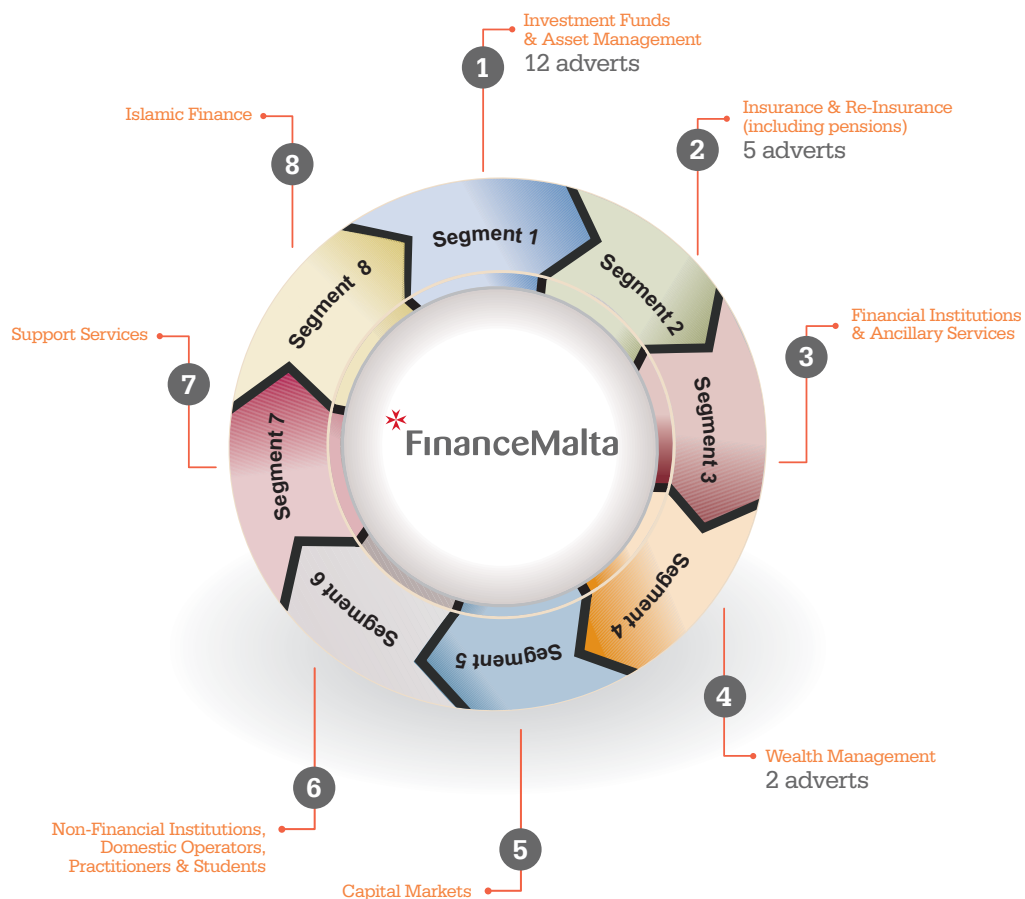 1
Investment Funds
& Asset Management
12 adverts
2
Insurance & Re-Insurance
(including pensions)
5 adverts
3
Financial Institutions
& Ancillary Services
4
Wealth Management
2 adverts
5
Capital Markets
6
Non-Financial Institutions,
Domestic Operators,
Practitioners & Students
7
Support Services
8
Islamic Finance
Segment 1
Segment 2
Segment 3
Segment 4
Segment 5
Segment 6
Segment 7
Segment 8
FinanceMalta